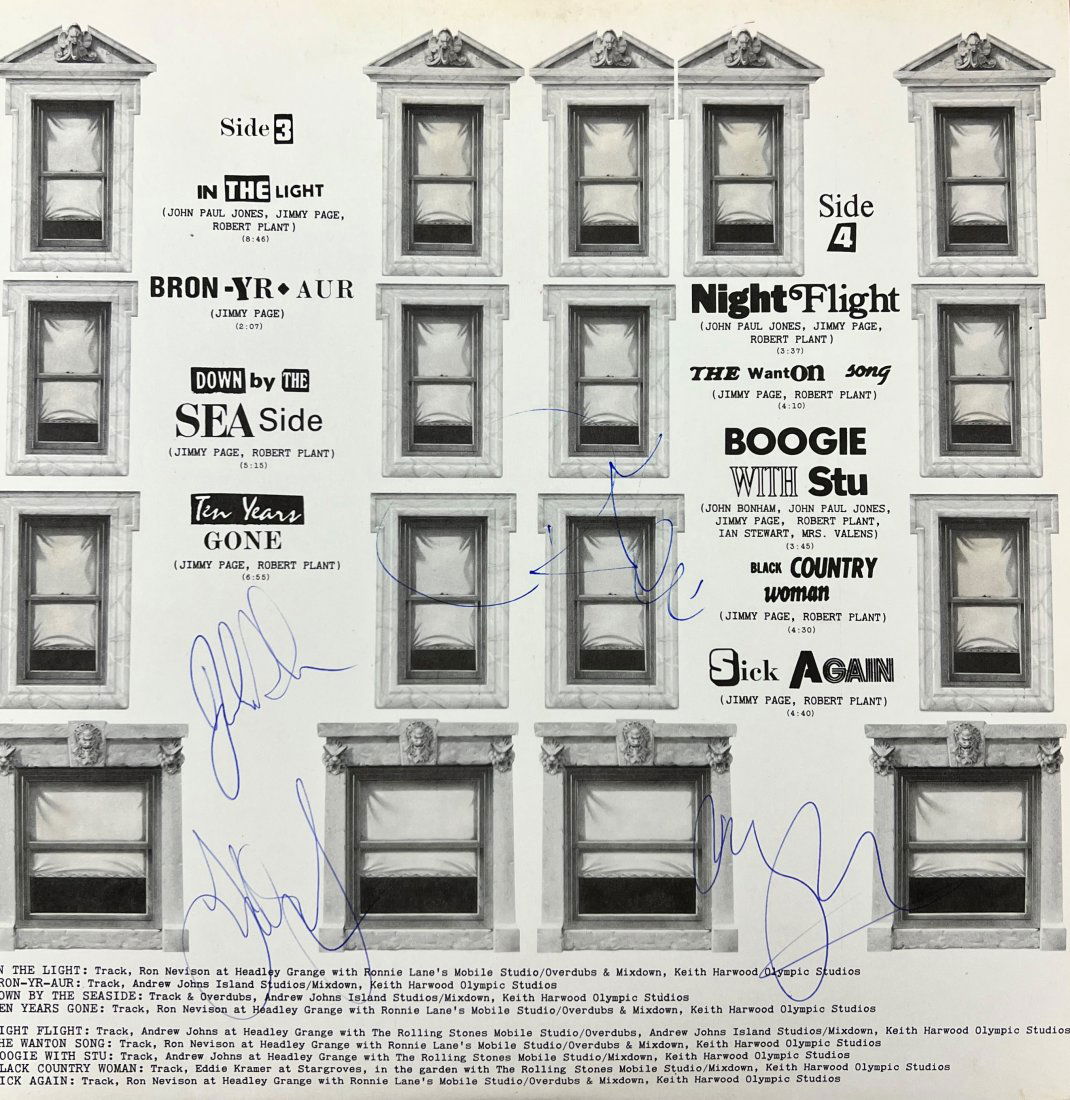 Side 3
IN THE LIGHT
(JOHN PAUL JONES, JIMMY PAGE,
ROBERT PLANT)
(8:46)
BRON-YR◆AUR
(JIMMY PAGE)
(2:07)
DOWN by THE
SEA Side
(JIMMY PAGE, ROBERT PLANT)
(5:15)
Ten Years
GONE
(JIMMY PAGE, ROBERT PLANT)
(6:55)
Side
4
Night Flight
(JOHN PAUL JONES, JIMMY PAGE,
ROBERT PLANT)
(3:37)
THE WantON song
(JIMMY PAGE, ROBERT PLANT)
(4:10)
BOOGIE
WITH Stu
(JOHN BONHAM, JOHN PAUL JONES,
JIMMY PAGE, ROBERT PLANT,
IAN STEWART, MRS. VALENS)
(3:45)
BLACK COUNTRY
woman
(JIMMY PAGE, ROBERT PLANT)
(4:30)
Sick AGAIN
(JIMMY PAGE, ROBERT PLANT)
(4:40)
N THE LIGHT: Track, Ron Nevison at Headley Grange with Ronnie Lane's Mobile Studio/Overdubs & Mixdown, Keith Harwood Olympic Studios
RON-YR-AUR: Track, Andrew Johns Island Studios/Mixdown, Keith Harwood Olympic Studios
OWN BY THE SEASIDE: Track & Overdubs, Andrew Johns Island Studios/Mixdown, Keith Harwood Olympic Studios
EN YEARS GONE: Track, Ron Nevison at Headley Grange with Ronnie Lane's Mobile Studio/Overdubs & Mixdown, Keith Harwood Olympic Studios
IGHT FLIGHT: Track, Andrew Johns at Headley Grange with The Rolling Stones Mobile Studio/Overdubs, Andrew Johns Island Studios/Mixdown, Keith Harwood Olympic Studios
HE WANTON SONG: Track, Ron Nevison at Headley Grange with Ronnie Lane's Mobile Studio/Overdubs & Mixdown, Keith Harwood Olympic Studios
OOGIE WITH STU: Track, Andrew Johns at Headley Grange with The Rolling Stones Mobile Studio/Mixdown, Keith Harwood Olympic Studios
LACK COUNTRY WOMAN: Track, Eddie Kramer at Stargroves, in the garden with The Rolling Stones Mobile Studio/Mixdown, Keith Harwood Olympic Studios
ICK AGAIN: Track, Ron Nevison at Headley Grange with Ronnie Lane's Mobile Studio/Overdubs & Mixdown, Keith Harwood Olympic Studios